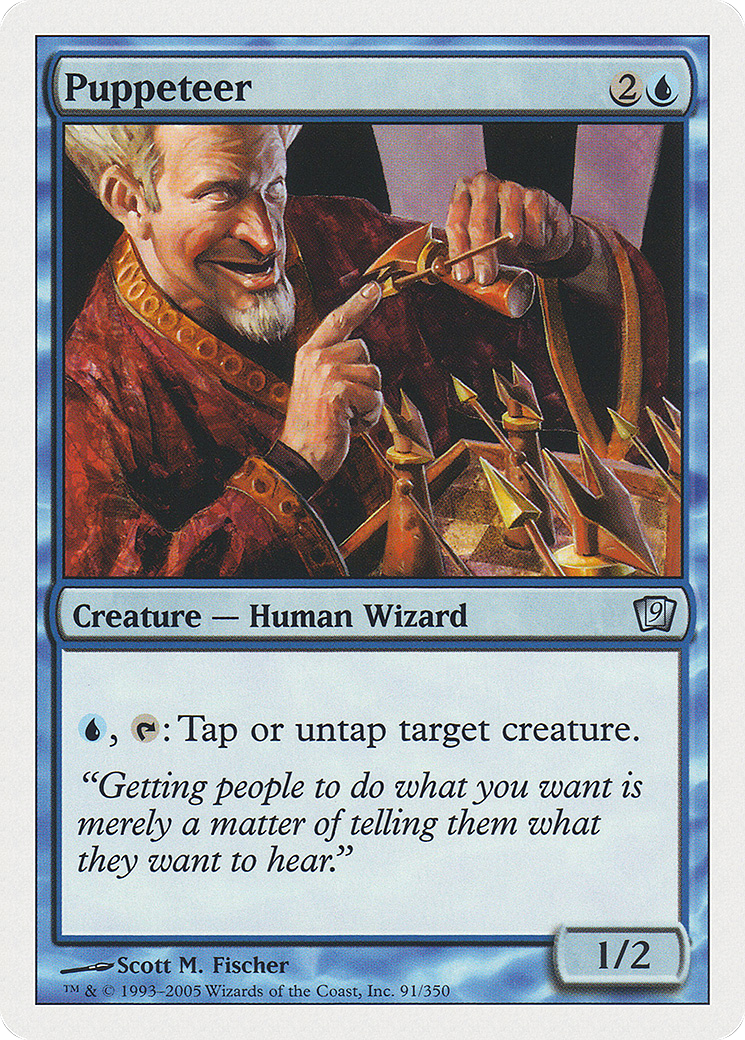 Puppeteer 2
Creature — Human Wizard 9
, : Tap or untap target creature.
“Getting people to do what you want is
merely a matter of telling them what
they want to hear.”
1/2
Scott M. Fischer
™ & © 1993–2005 Wizards of the Coast, Inc. 91/350